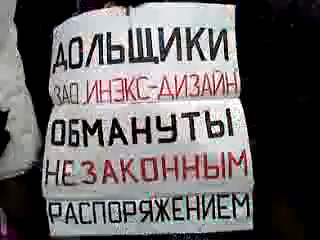 ДОЛЬЩИКИ
ЗАО „ИНЭКС-ДИЗАЙН
ОБМАНУТЫ
НЕЗАКОННЫМ
РАСПОРЯЖЕНИЕМ